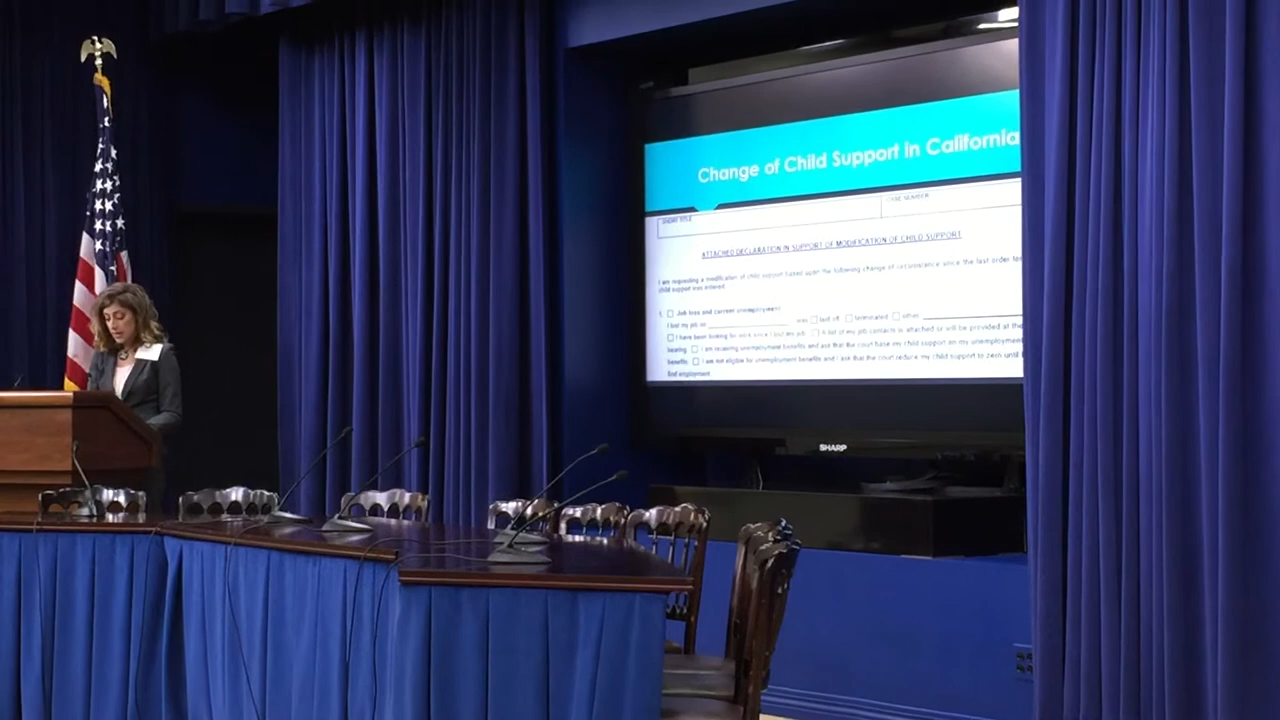 Change of Child Support in California
SHORT TITLE
CASE NUMBER
ATTACHED DECLARATION IN SUPPORT OF MODIFICATION OF CHILD SUPPORT
I am requesting a modification of child support based upon the following change of circumstance since the last order for
child support was entered
1. Job loss and current unemployment
I lost my job on was laid off terminated other
I have been looking for work since I lost my job. A list of my job contacts is attached or will be provided at the
hearing. I am receiving unemployment benefits and ask that the court base my child support on my unemployment
benefits. I am not eligible for unemployment benefits and I ask that the court reduce my child support to zero until I
find employment.
SHARP